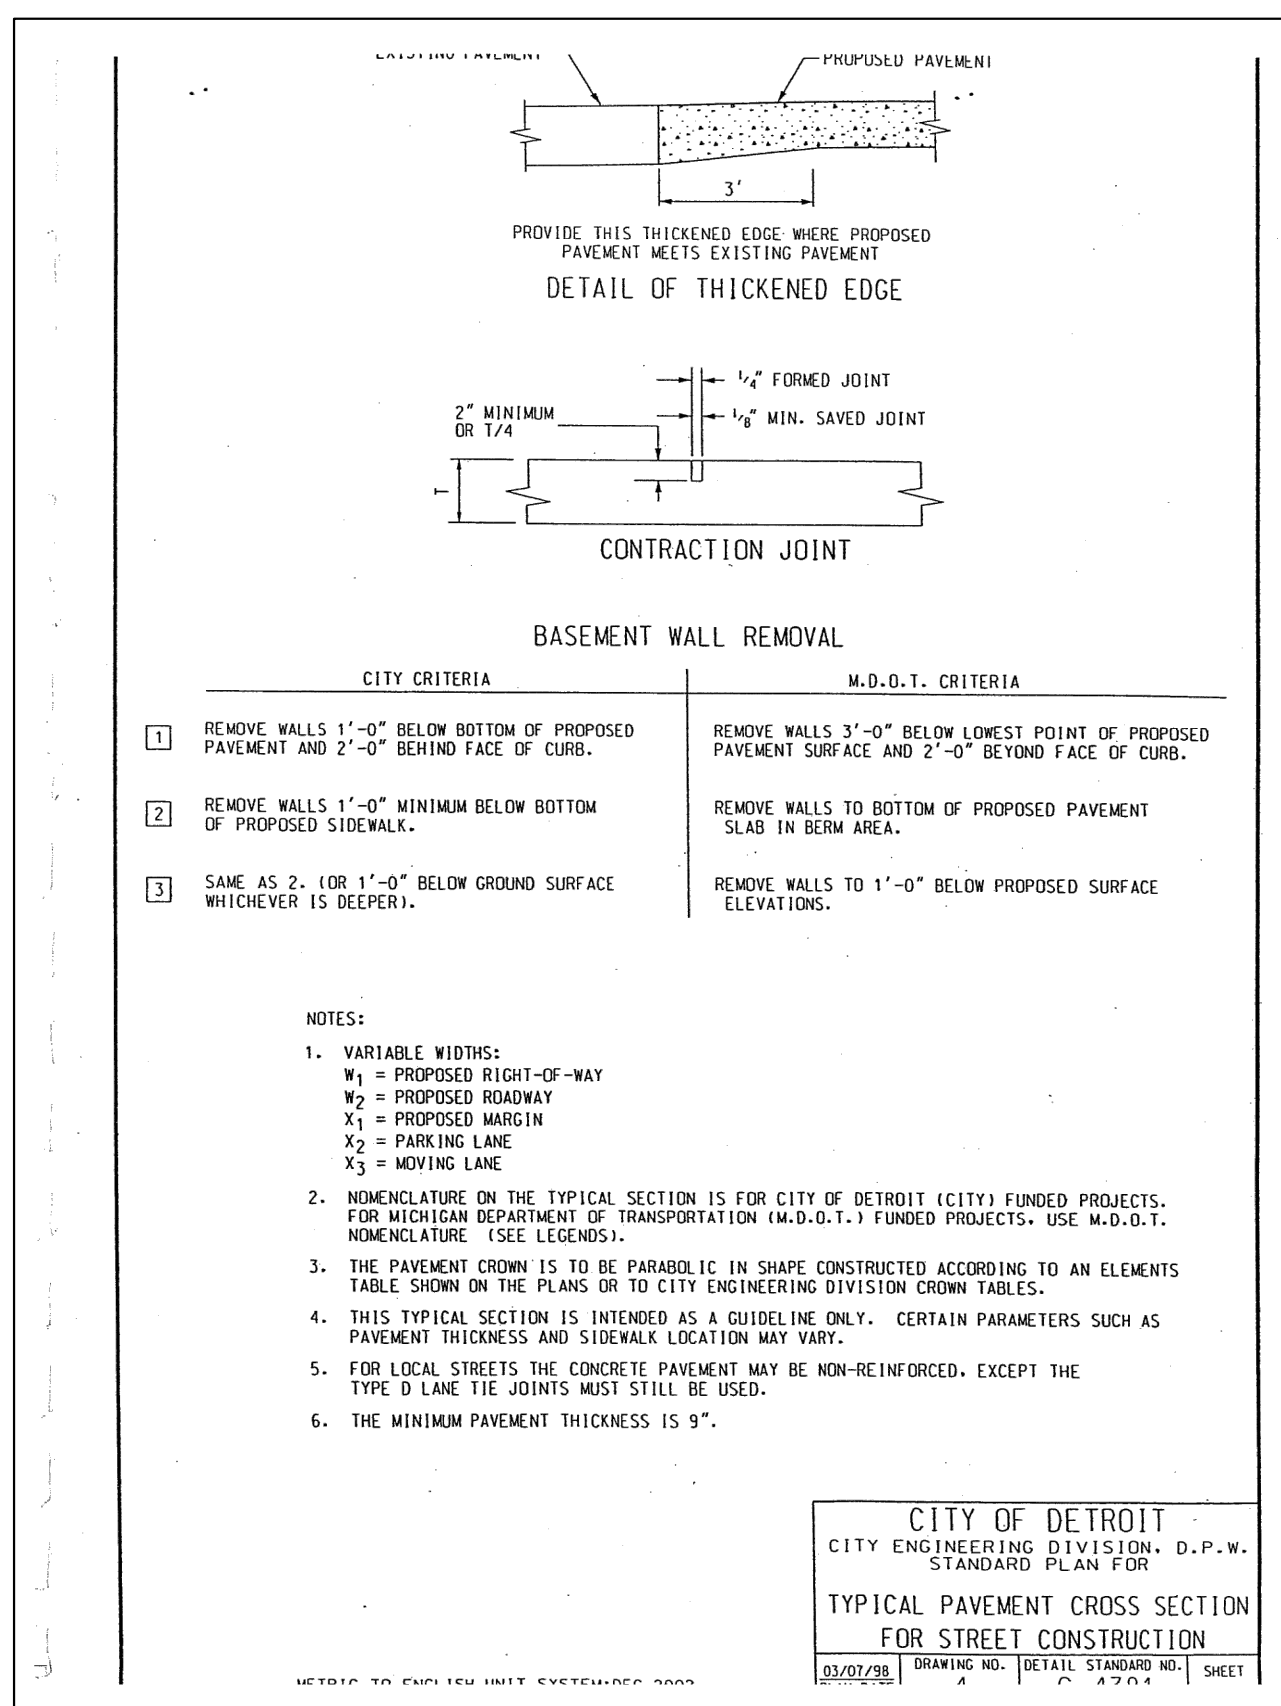 EXISTING PAVEMENT
PROPOSED PAVEMENT
3'
PROVIDE THIS THICKENED EDGE WHERE PROPOSED
PAVEMENT MEETS EXISTING PAVEMENT
DETAIL OF THICKENED EDGE
1/4" FORMED JOINT
2" MINIMUM
OR T/4
1/8" MIN. SAVED JOINT
T
CONTRACTION JOINT
BASEMENT WALL REMOVAL
CITY CRITERIA
M.D.O.T. CRITERIA
1 REMOVE WALLS 1'-0" BELOW BOTTOM OF PROPOSED
PAVEMENT AND 2'-0" BEHIND FACE OF CURB.
REMOVE WALLS 3'-0" BELOW LOWEST POINT OF PROPOSED
PAVEMENT SURFACE AND 2'-0" BEYOND FACE OF CURB.
2 REMOVE WALLS 1'-0" MINIMUM BELOW BOTTOM
OF PROPOSED SIDEWALK.
REMOVE WALLS TO BOTTOM OF PROPOSED PAVEMENT
SLAB IN BERM AREA.
3 SAME AS 2. (OR 1'-0" BELOW GROUND SURFACE
WHICHEVER IS DEEPER).
REMOVE WALLS TO 1'-0" BELOW PROPOSED SURFACE
ELEVATIONS.
NOTES:
1. VARIABLE WIDTHS:
W1 = PROPOSED RIGHT-OF-WAY
W2 = PROPOSED ROADWAY
X1 = PROPOSED MARGIN
X2 = PARKING LANE
X3 = MOVING LANE
2. NOMENCLATURE ON THE TYPICAL SECTION IS FOR CITY OF DETROIT (CITY) FUNDED PROJECTS.
FOR MICHIGAN DEPARTMENT OF TRANSPORTATION (M.D.O.T.) FUNDED PROJECTS, USE M.D.O.T.
NOMENCLATURE (SEE LEGENDS).
3. THE PAVEMENT CROWN IS TO BE PARABOLIC IN SHAPE CONSTRUCTED ACCORDING TO AN ELEMENTS
TABLE SHOWN ON THE PLANS OR TO CITY ENGINEERING DIVISION CROWN TABLES.
4. THIS TYPICAL SECTION IS INTENDED AS A GUIDELINE ONLY. CERTAIN PARAMETERS SUCH AS
PAVEMENT THICKNESS AND SIDEWALK LOCATION MAY VARY.
5. FOR LOCAL STREETS THE CONCRETE PAVEMENT MAY BE NON-REINFORCED, EXCEPT THE
TYPE D LANE TIE JOINTS MUST STILL BE USED.
6. THE MINIMUM PAVEMENT THICKNESS IS 9".
CITY OF DETROIT
CITY ENGINEERING DIVISION, D.P.W.
STANDARD PLAN FOR
TYPICAL PAVEMENT CROSS SECTION
FOR STREET CONSTRUCTION
03/07/98
DRAWING NO.
DETAIL STANDARD NO.
SHEET
METRIC TO ENGLISH UNIT SYSTEM:DEC 2002